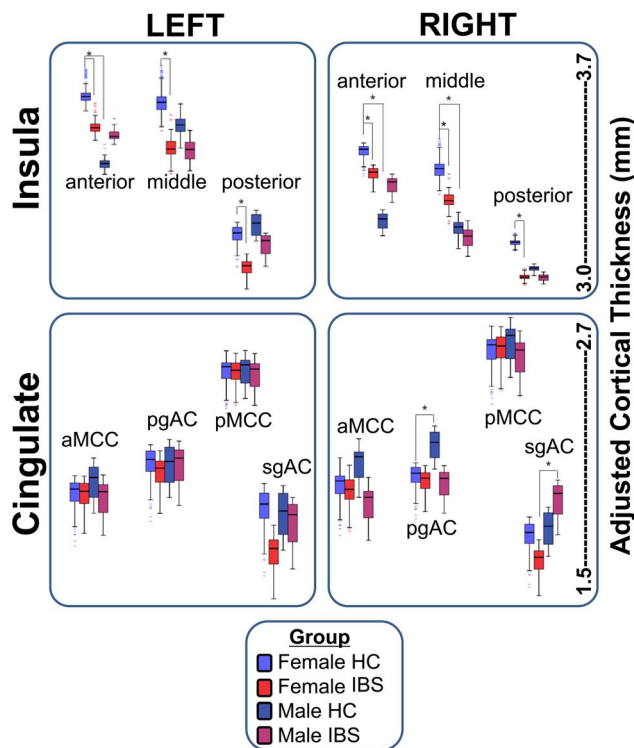 LEFT
RIGHT
Insula
*
anterior
*
middle
*
posterior
*
*
anterior
*
*
middle
*
posterior
3.7
3.0
Adjusted Cortical Thickness (mm)
Cingulate
aMCC
pgAC
pMCC
sgAC
aMCC
*
pgAC
pMCC
sgAC
*
2.7
1.5
Group
Female HC
Female IBS
Male HC
Male IBS